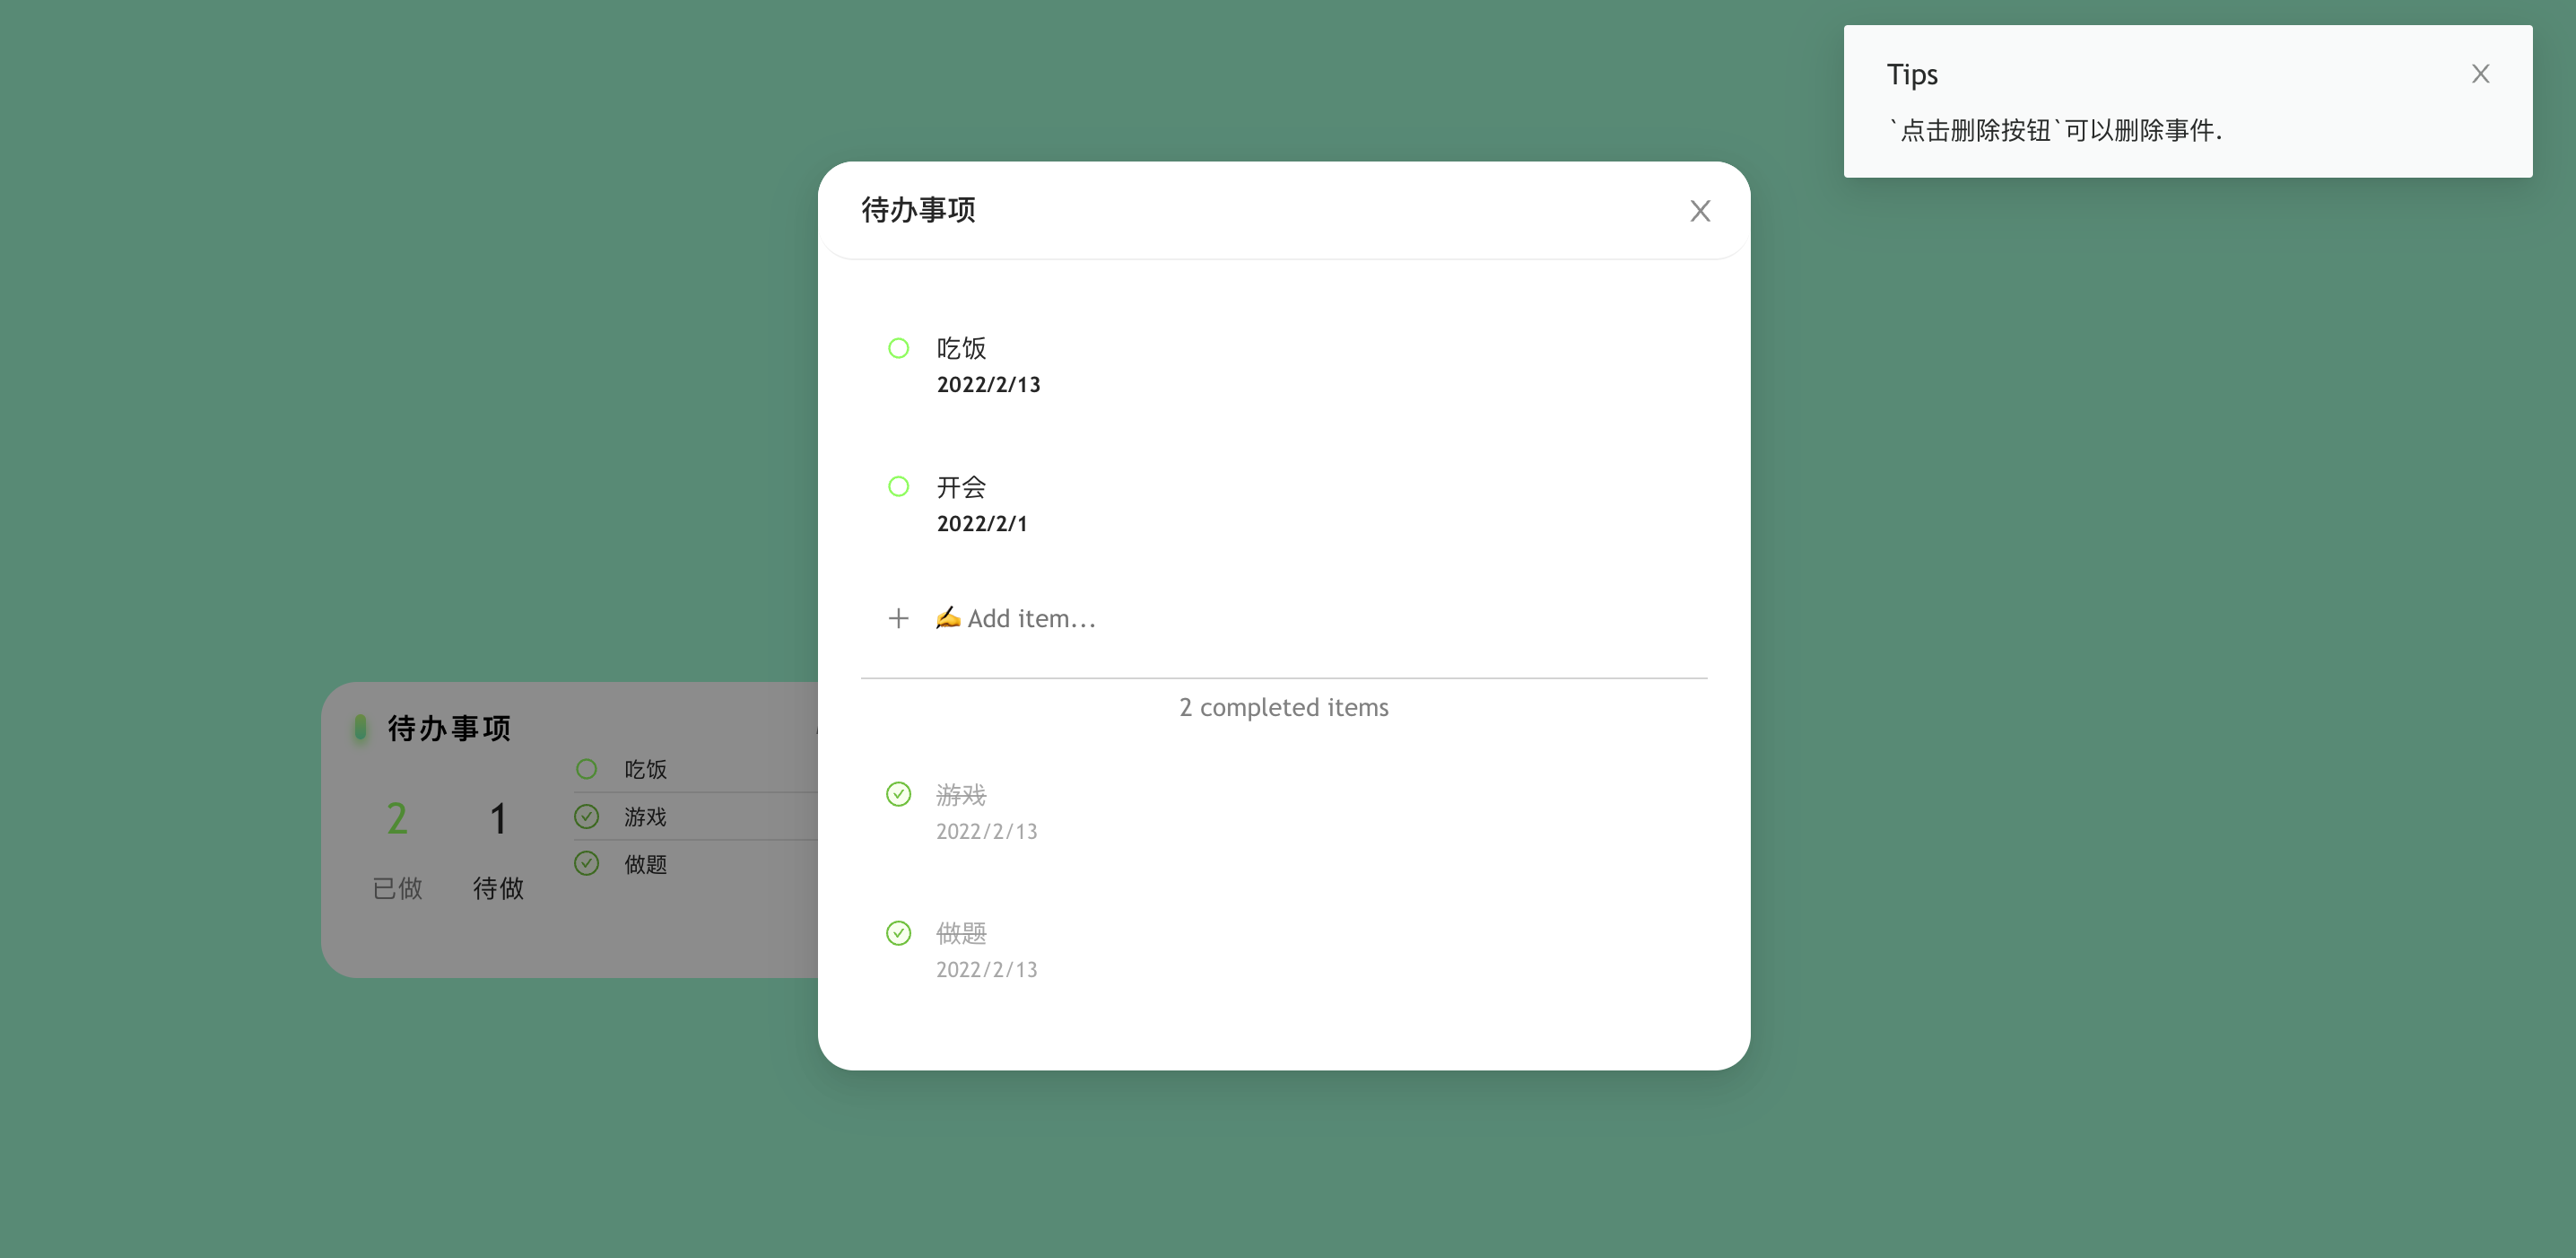 Tips
`点击删除按钮`可以删除事件.
待办事项
吃饭
2022/2/13
开会
2022/2/1
✍️ Add item...
2 completed items
游戏
2022/2/13
做题
2022/2/13
待办事项
2
1
已做
待做
吃饭
游戏
做题